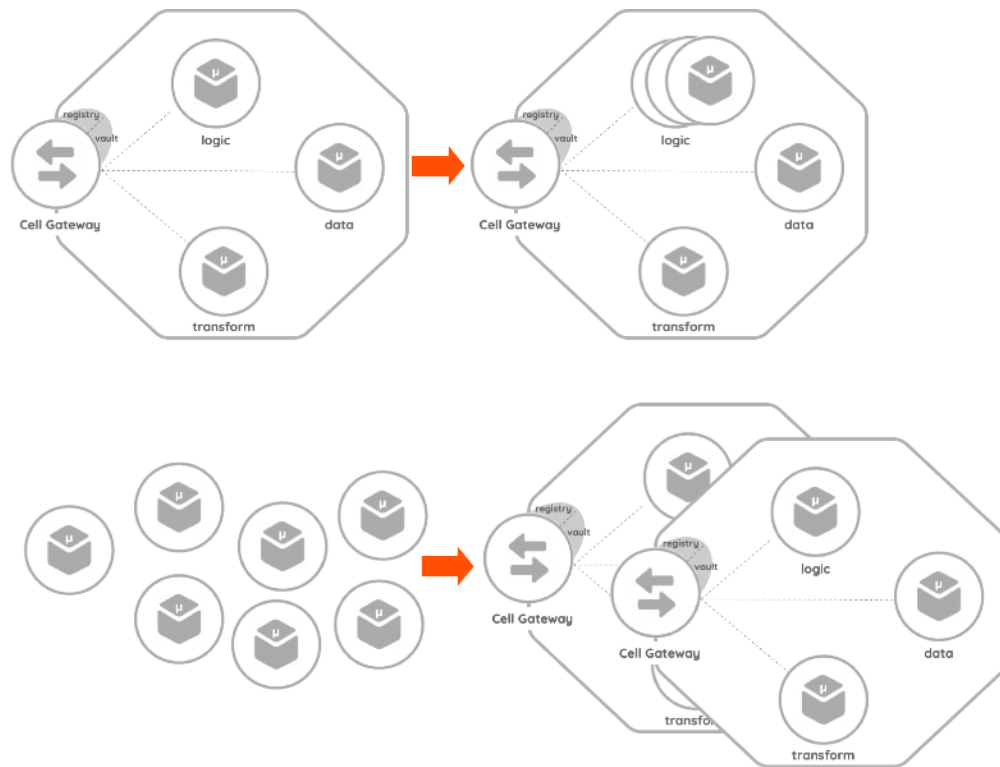 μ
registry
vault
logic
μ
Cell Gateway
data
μ
transform
μ
registry
vault
logic
μ
Cell Gateway
data
μ
transform
μ
μ
μ
μ
μ
μ
μ
μ
registry
vault
Cell Gateway
transfor
μ
registry
vault
logic
μ
Cell Gateway
data
μ
transform